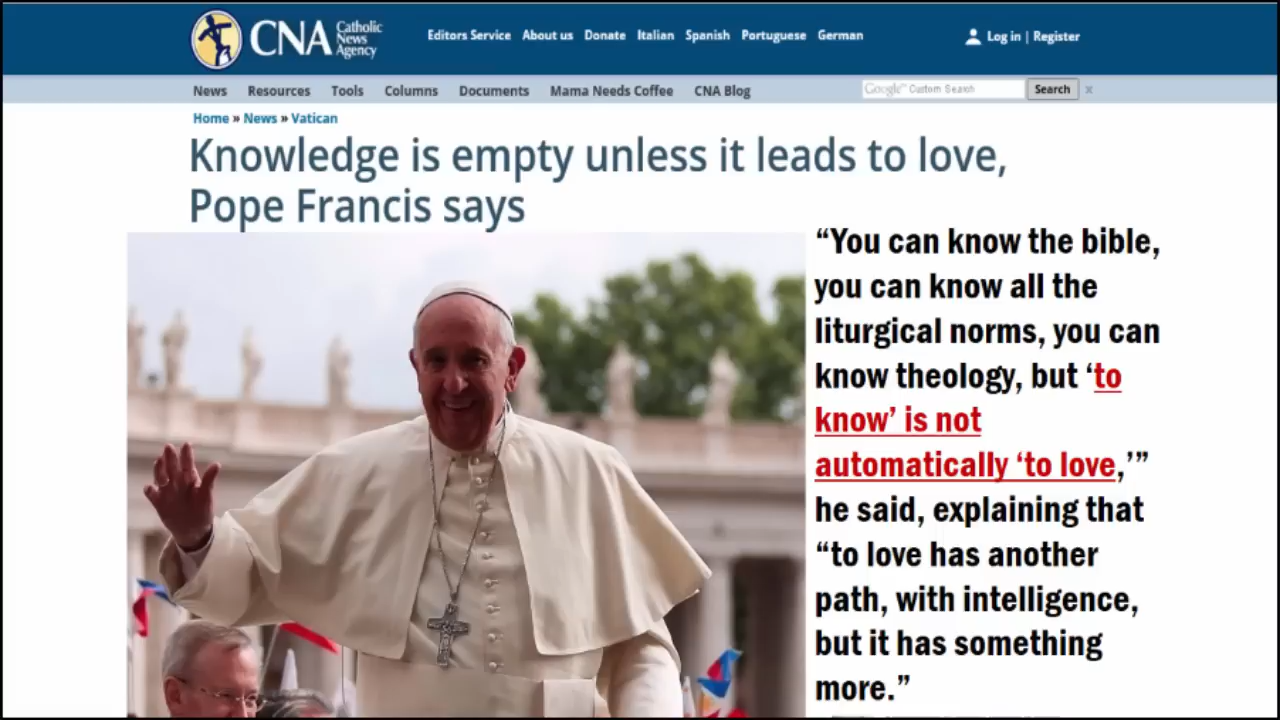 CNA Catholic
News
Agency
Editors Service About us Donate Italian Spanish Portuguese German
Log in | Register
News Resources Tools Columns Documents Mama Needs Coffee CNA Blog
Google™ Custom Search Search x
Home » News » Vatican
Knowledge is empty unless it leads to love,
Pope Francis says
“You can know the bible,
you can know all the
liturgical norms, you can
know theology, but ‘to
know’ is not
automatically ‘to love,’”
he said, explaining that
“to love has another
path, with intelligence,
but it has something
more.”